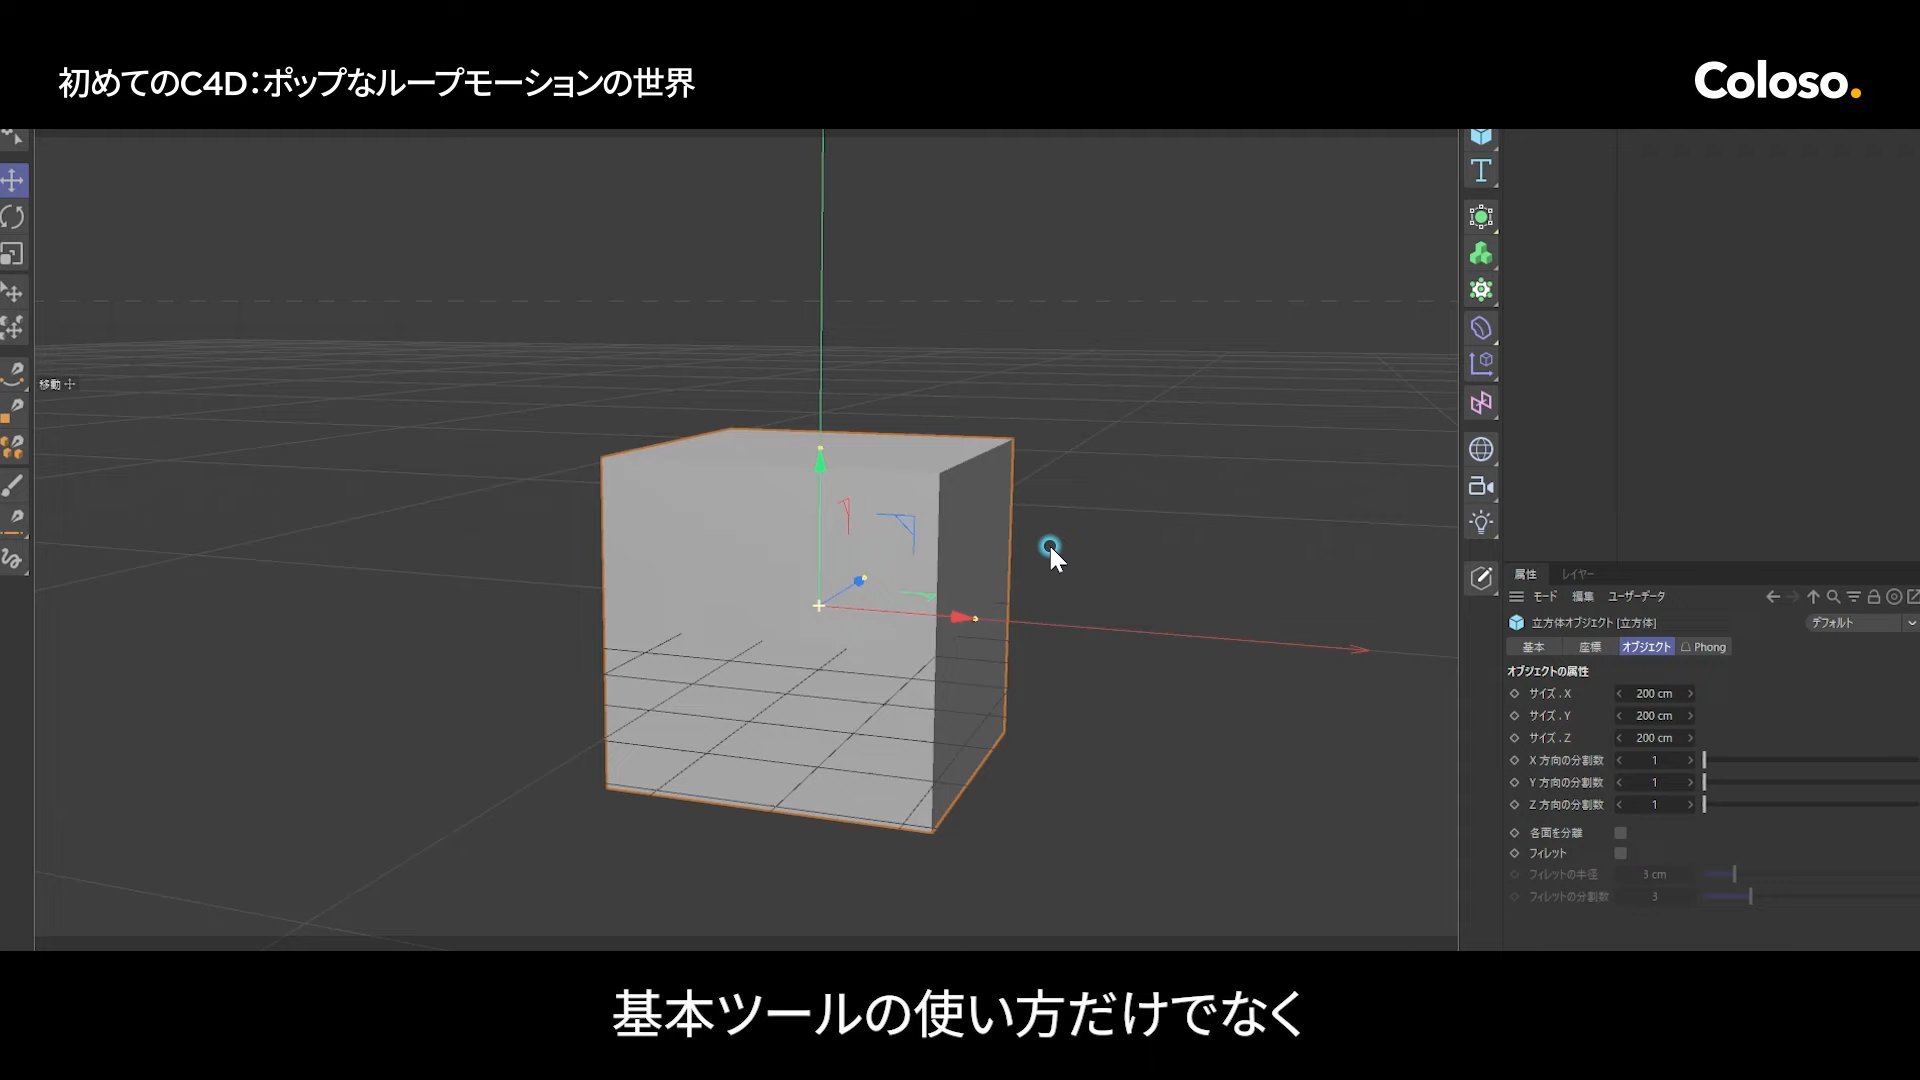 初めてのC4D：ポップなループモーションの世界
Coloso.
移動
属性 レイヤー
モード 編集 ユーザーデータ
立方体オブジェクト [立方体] デフォルト
基本 座標 オブジェクト Phong
オブジェクトの属性
サイズ . X 200 cm
サイズ . Y 200 cm
サイズ . Z 200 cm
X 方向の分割数 1
Y 方向の分割数 1
Z 方向の分割数 1
各面を分離
フィレット
フィレットの半径 3 cm
フィレットの分割数 3
基本ツールの使い方だけでなく